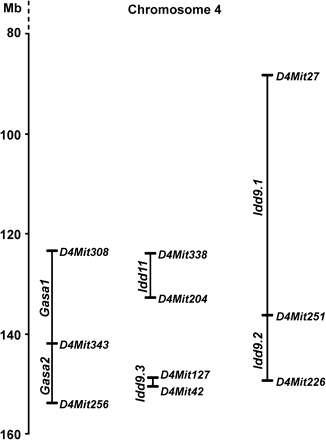 Mb
Chromosome 4
80
D4Mit27
100
Idd9.1
120
D4Mit308
D4Mit338
Gasa1
Idd11
D4Mit204
D4Mit251
140
D4Mit343
Idd9.2
Gasa2
Idd9.3
D4Mit127
D4Mit42
D4Mit226
D4Mit256
160